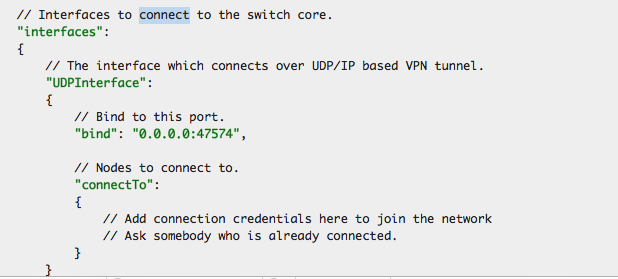 // Interfaces to connect to the switch core.
"interfaces":
{
// The interface which connects over UDP/IP based VPN tunnel.
"UDPInterface":
{
// Bind to this port.
"bind": "0.0.0.0:47574",
// Nodes to connect to.
"connectTo":
{
// Add connection credentials here to join the network
// Ask somebody who is already connected.
}
}